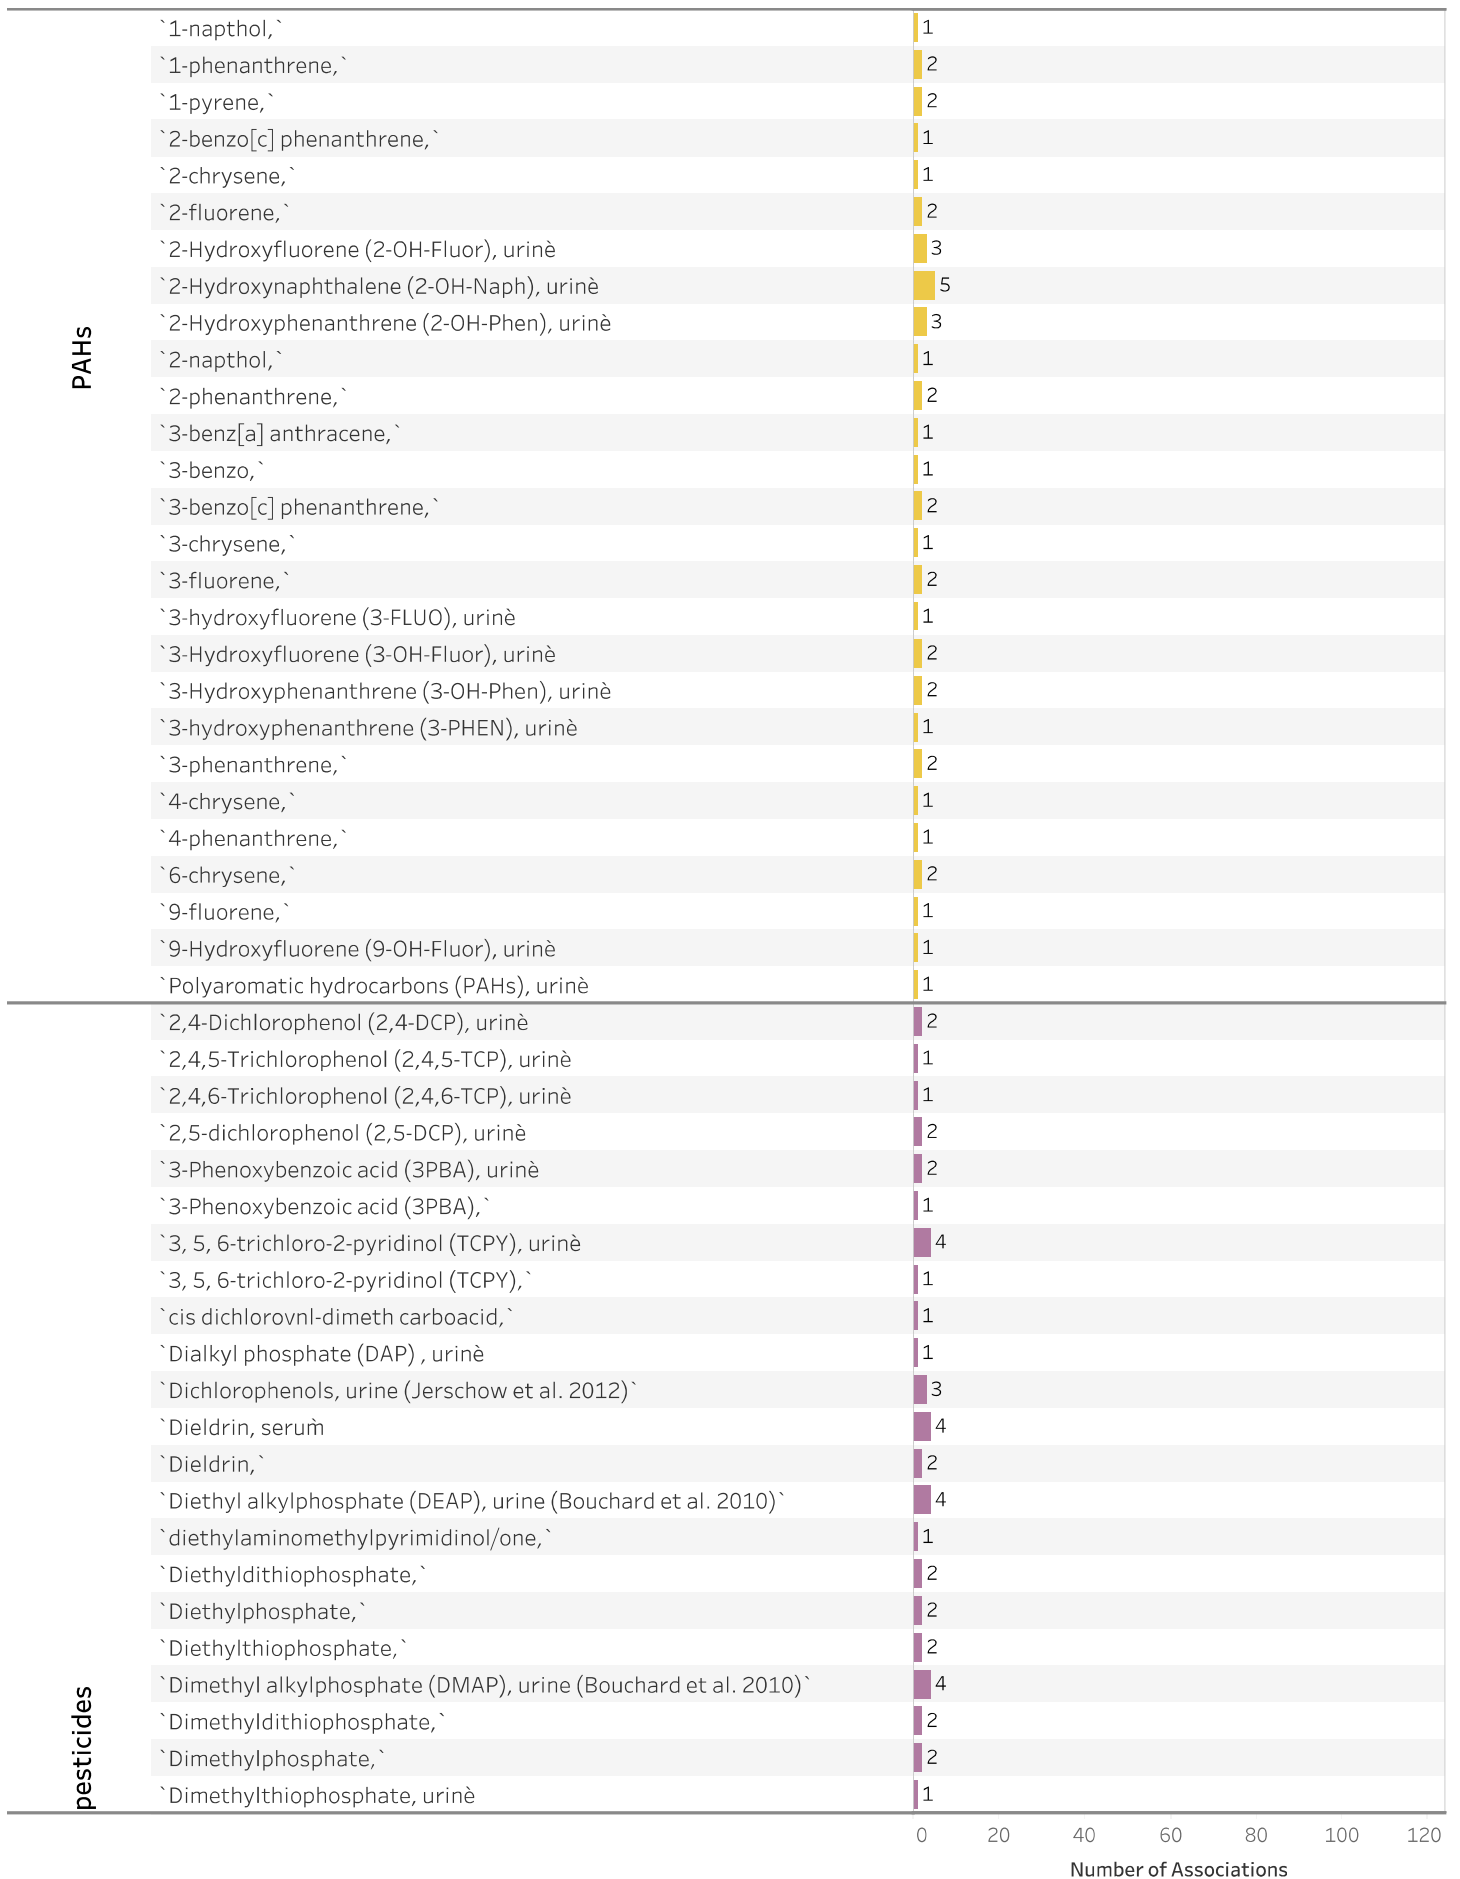 PAHs
`1-napthol,` 1
`1-phenanthrene,` 2
`1-pyrene,` 2
`2-benzo[c] phenanthrene,` 1
`2-chrysene,` 1
`2-fluorene,` 2
`2-Hydroxyfluorene (2-OH-Fluor), urinè 3
`2-Hydroxynaphthalene (2-OH-Naph), urinè 5
`2-Hydroxyphenanthrene (2-OH-Phen), urinè 3
`2-napthol,` 1
`2-phenanthrene,` 2
`3-benz[a] anthracene,` 1
`3-benzo,` 1
`3-benzo[c] phenanthrene,` 2
`3-chrysene,` 1
`3-fluorene,` 2
`3-hydroxyfluorene (3-FLUO), urinè 1
`3-Hydroxyfluorene (3-OH-Fluor), urinè 2
`3-Hydroxyphenanthrene (3-OH-Phen), urinè 2
`3-hydroxyphenanthrene (3-PHEN), urinè 1
`3-phenanthrene,` 2
`4-chrysene,` 1
`4-phenanthrene,` 1
`6-chrysene,` 2
`9-fluorene,` 1
`9-Hydroxyfluorene (9-OH-Fluor), urinè 1
`Polyaromatic hydrocarbons (PAHs), urinè 1
pesticides
`2,4-Dichlorophenol (2,4-DCP), urinè 2
`2,4,5-Trichlorophenol (2,4,5-TCP), urinè 1
`2,4,6-Trichlorophenol (2,4,6-TCP), urinè 1
`2,5-dichlorophenol (2,5-DCP), urinè 2
`3-Phenoxybenzoic acid (3PBA), urinè 2
`3-Phenoxybenzoic acid (3PBA),` 1
`3, 5, 6-trichloro-2-pyridinol (TCPY), urinè 4
`3, 5, 6-trichloro-2-pyridinol (TCPY),` 1
`cis dichlorovnl-dimeth carboacid,` 1
`Dialkyl phosphate (DAP) , urinè 1
`Dichlorophenols, urine (Jerschow et al. 2012)` 3
`Dieldrin, serum̀ 4
`Dieldrin,` 2
`Diethyl alkylphosphate (DEAP), urine (Bouchard et al. 2010)` 4
`diethylaminomethylpyrimidinol/one,` 1
`Diethyldithiophosphate,` 2
`Diethylphosphate,` 2
`Diethylthiophosphate,` 2
`Dimethyl alkylphosphate (DMAP), urine (Bouchard et al. 2010)` 4
`Dimethyldithiophosphate,` 2
`Dimethylphosphate,` 2
`Dimethylthiophosphate, urinè 1
0 20 40 60 80 100 120
Number of Associations